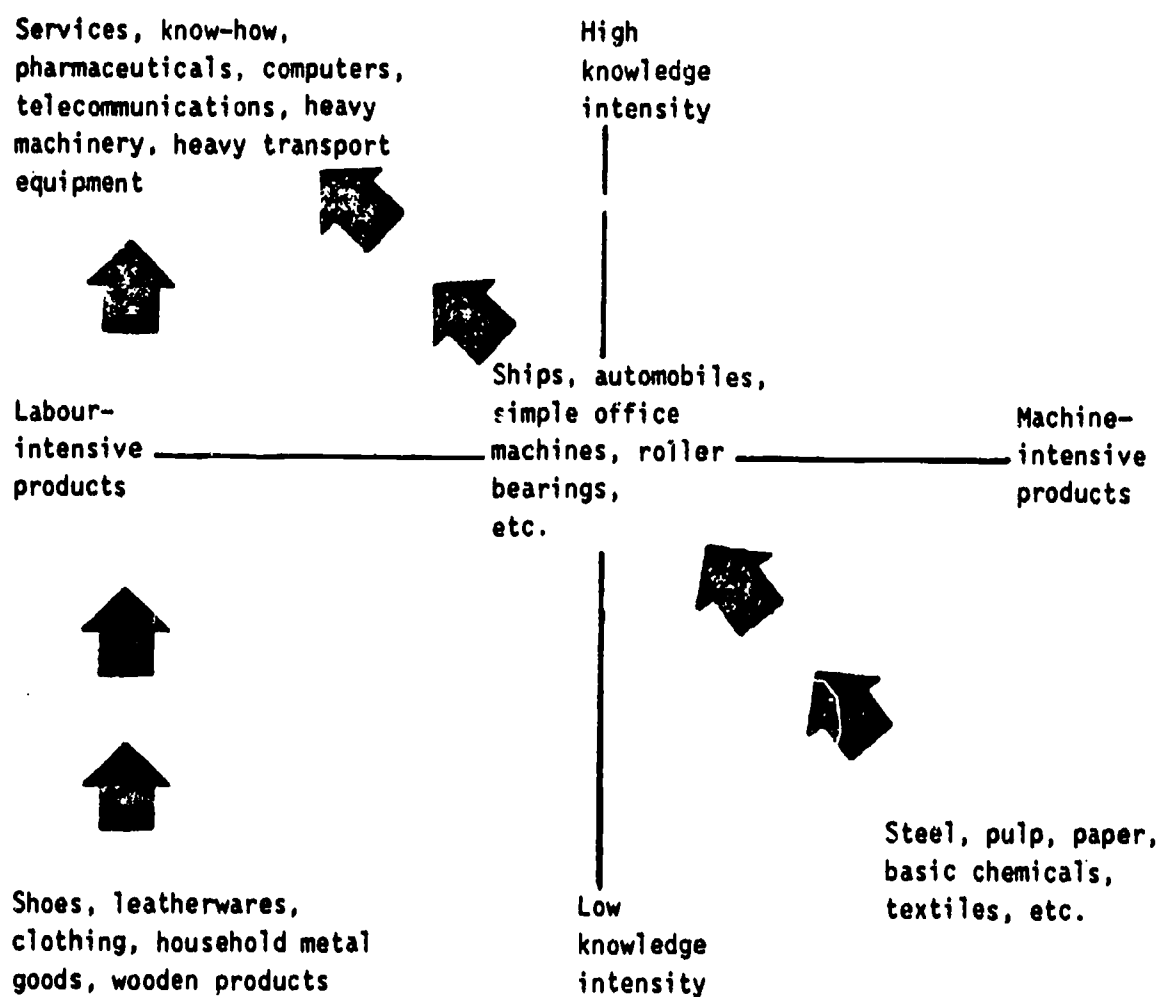 Services, know-how,
pharmaceuticals, computers,
telecommunications, heavy
machinery, heavy transport
equipment
High
knowledge
intensity
Ships, automobiles,
simple office
machines, roller
bearings,
etc.
Labour-
intensive
products
Machine-
intensive
products
Steel, pulp, paper,
basic chemicals,
textiles, etc.
Shoes, leatherwares,
clothing, household metal
goods, wooden products
Low
knowledge
intensity